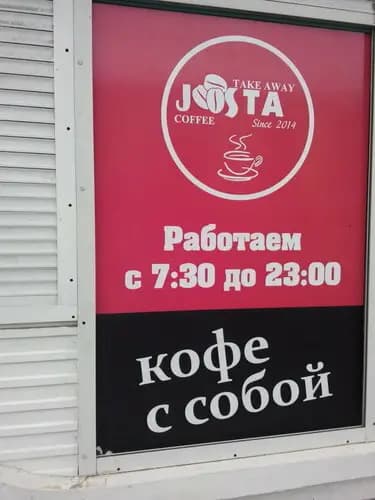 TAKE AWAY
JOSTA
COFFEE
Since 2014
Работаем
с 7:30 до 23:00
кофе
с собой